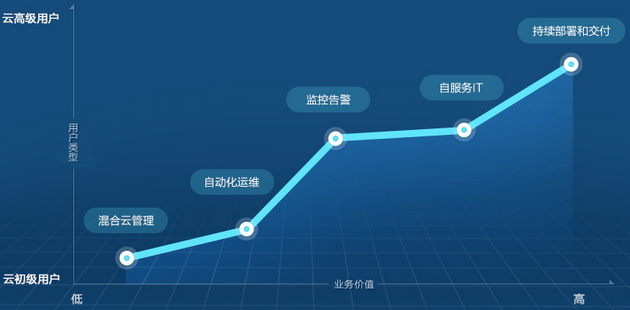 云高级用户
持续部署和交付
自服务IT
监控告警
用户类型
自动化运维
混合云管理
云初级用户
业务价值
低
高